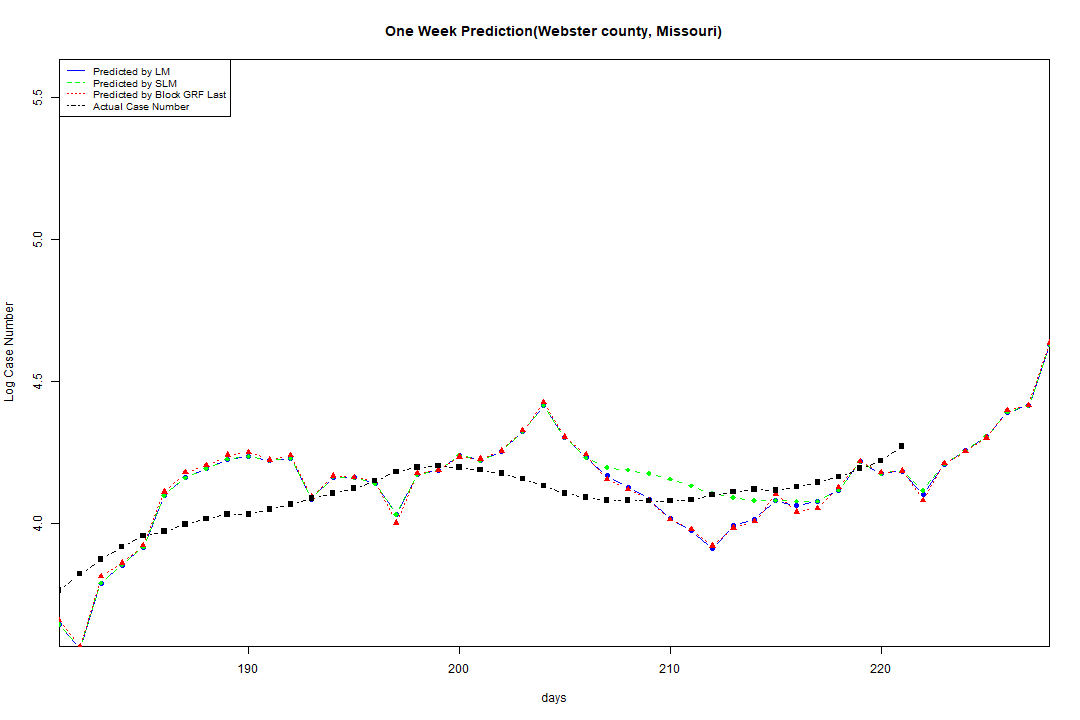 One Week Prediction(Webster county, Missouri)
Predicted by LM
Predicted by SLM
Predicted by Block GRF Last
Actual Case Number
5.5
5.0
4.5
4.0
Log Case Number
190 200 210 220
days